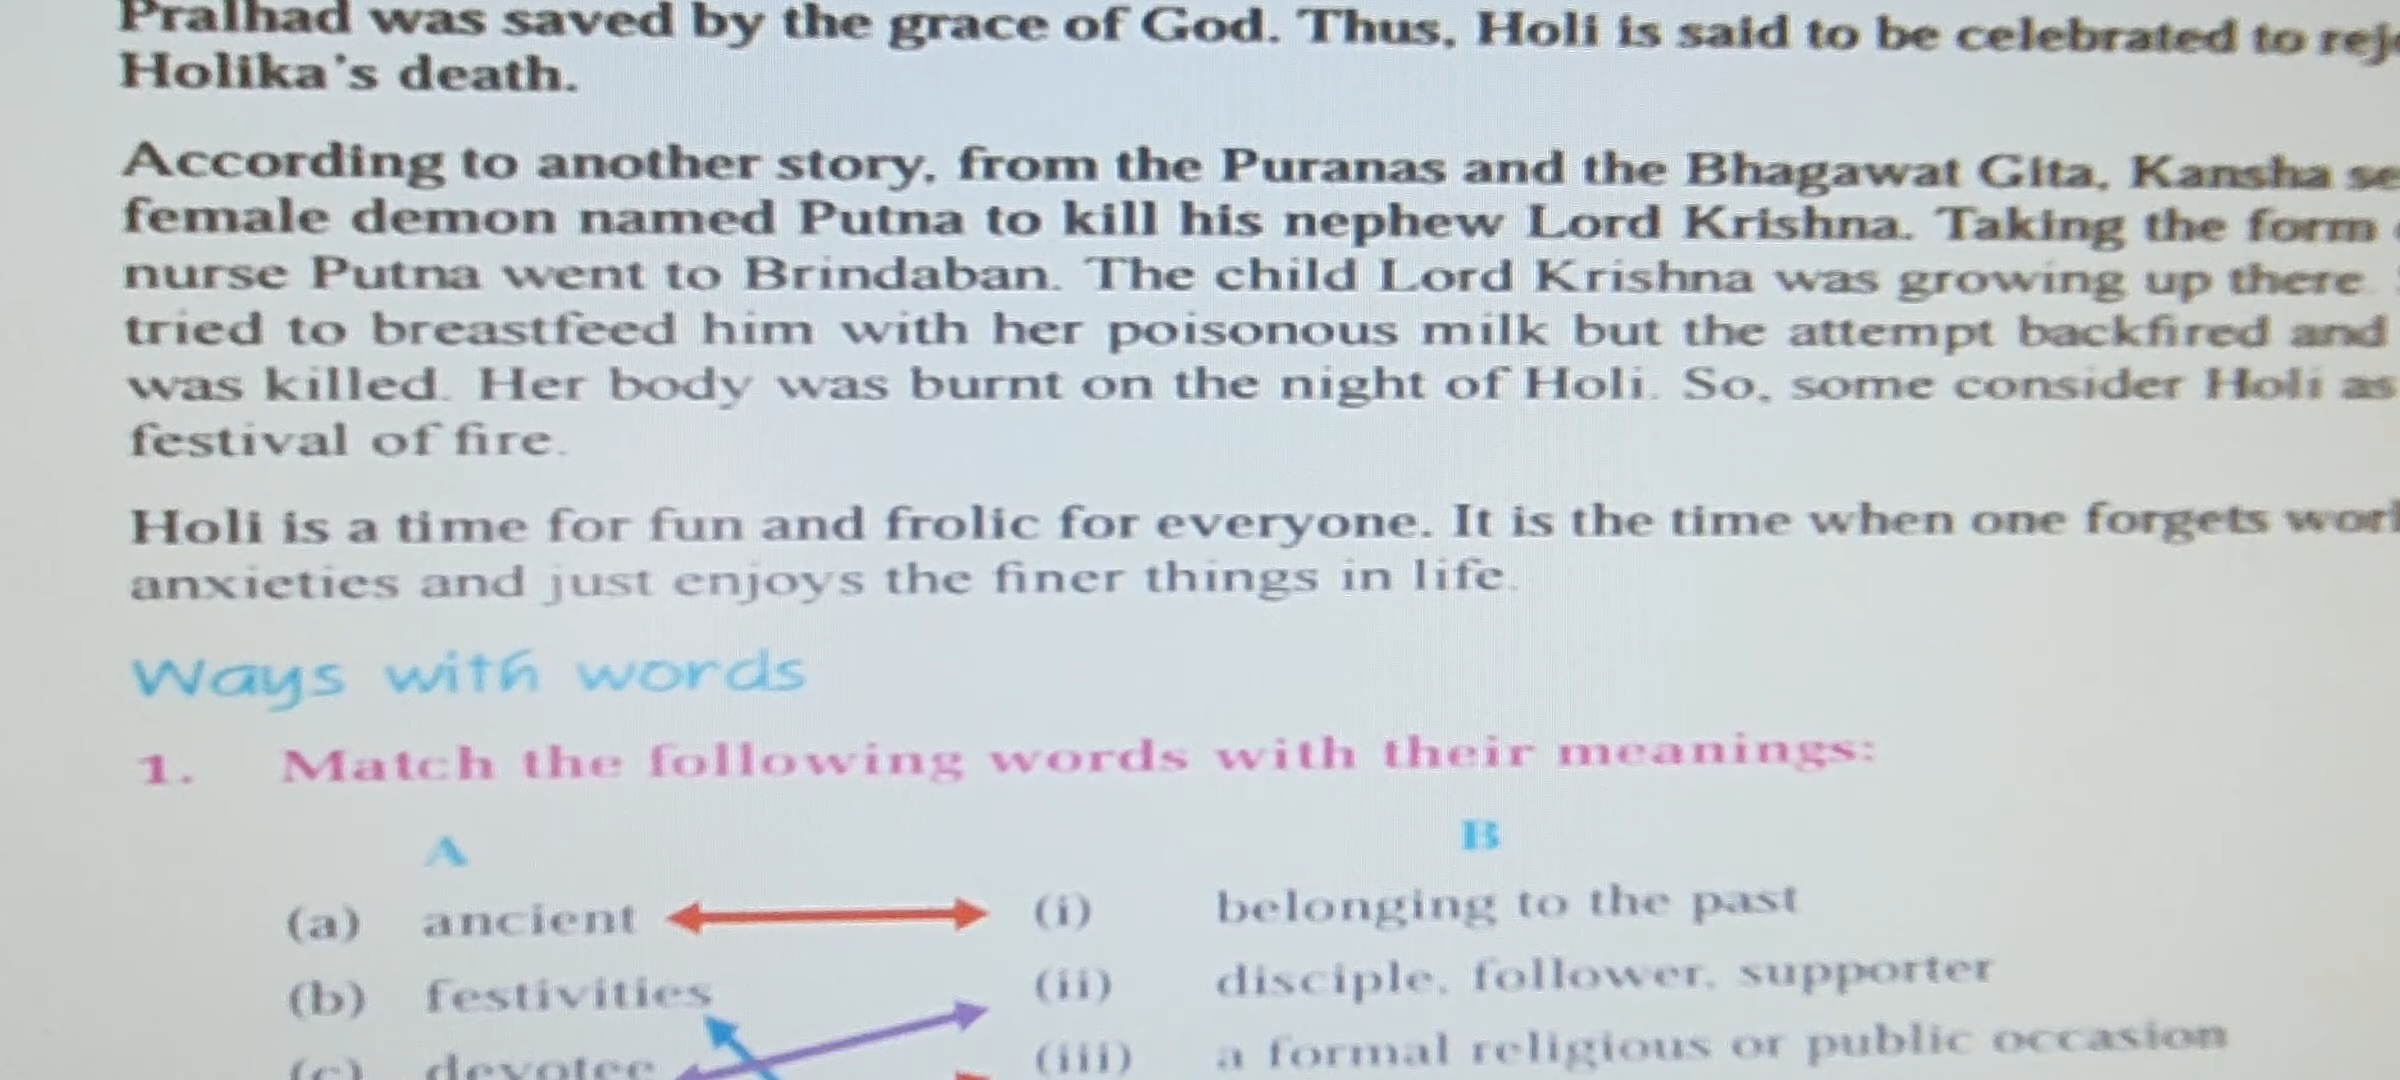 Pralhad was saved by the grace of God. Thus, Holi is said to be celebrated to
Holika's death.
According to another story, from the Puranas and the Bhagawat Gita, Kansha
female demon named Putna to kill his nephew Lord Krishna. Taking the form
nurse Putna went to Brindaban. The child Lord Krishna was growing up there.
tried to breastfeed him with her poisonous milk but the attempt backfired and
was killed. Her body was burnt on the night of Holi. So, some consider Holi as
festival of fire.
Holi is a time for fun and frolic for everyone. It is the time when one forgets
anxieties and just enjoys the finer things in life.
Ways with words
1. Match the following words with their meanings:
A B
(a) ancient (i) belonging to the past
(b) festivities (ii) disciple, follower, supporter
(c) devotee (iii) a formal religious or public occasion